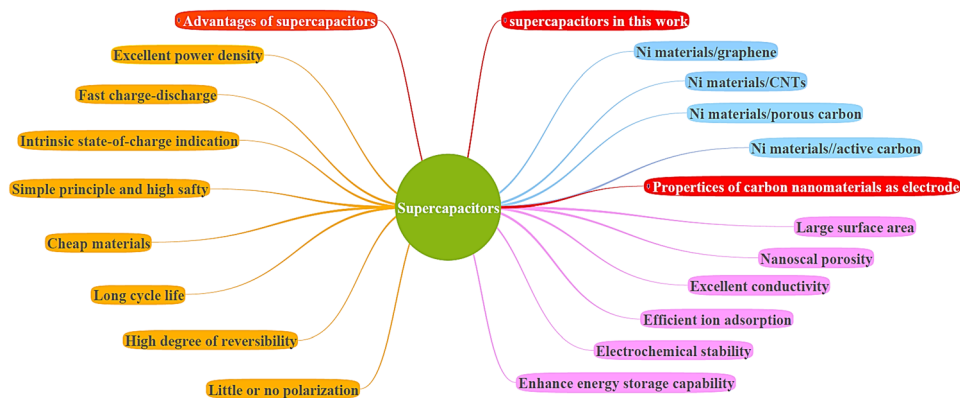 Advantages of supercapacitors
Excellent power density
Fast charge-discharge
Intrinsic state-of-charge indication
Simple principle and high safty
Cheap materials
Long cycle life
High degree of reversibility
Little or no polarization
Supercapacitors
supercapacitors in this work
Ni materials/graphene
Ni materials/CNTs
Ni materials/porous carbon
Ni materials//active carbon
Propertices of carbon nanomaterials as electrode
Large surface area
Nanoscal porosity
Excellent conductivity
Efficient ion adsorption
Electrochemical stability
Enhance energy storage capability